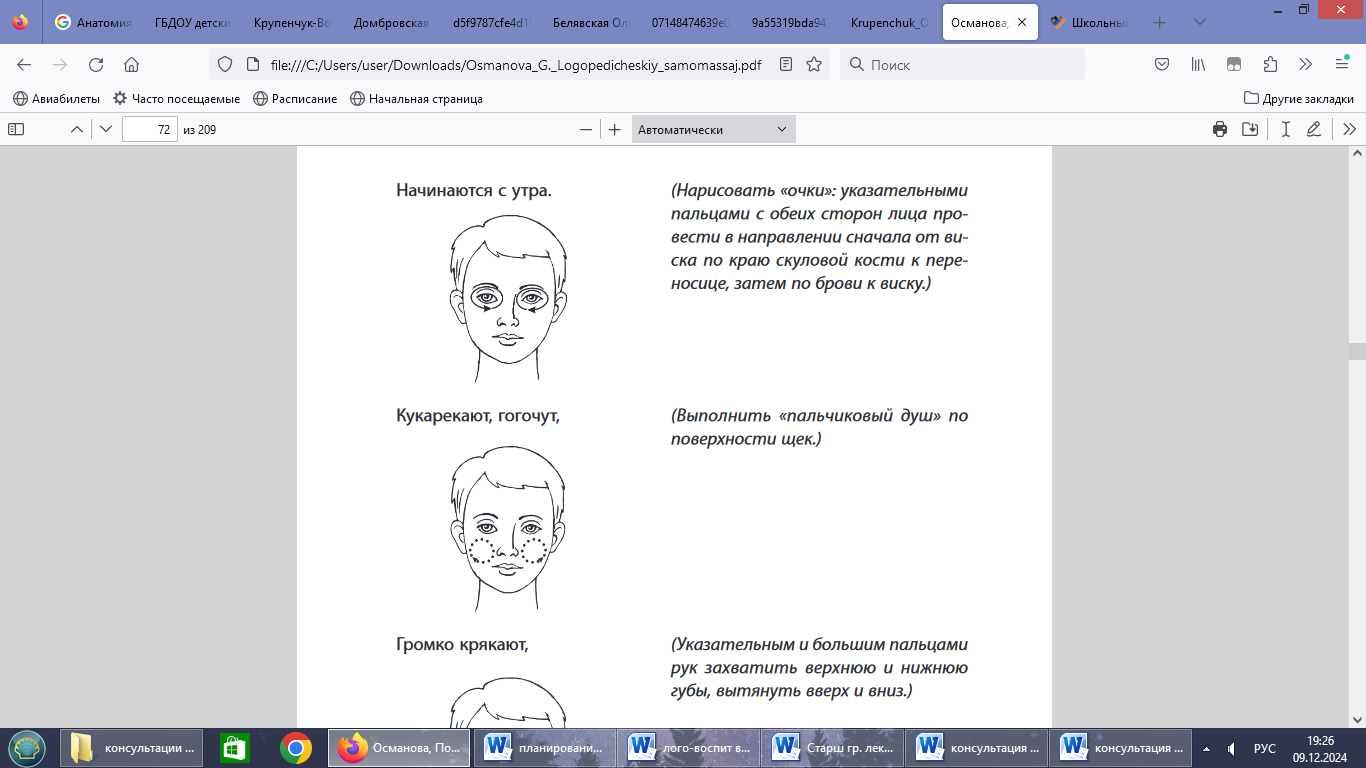 Анатомия
ГБДОУ детски
Крупенчук-Во
Домбровская
d5f9787cfe4d1
Белявская Ол
07148474639e0
9a55319bda943
Krupenchuk_O
Османова,
Школьный
file:///C:/Users/user/Downloads/Osmanova_G._Logopedicheskiy_samomassaj.pdf
Поиск
Авиабилеты
Часто посещаемые
Расписание
Начальная страница
Другие закладки
72
из 209
Автоматически
Начинаются с утра.
(Нарисовать «очки»: указательными
пальцами с обеих сторон лица про-
вести в направлении сначала от ви-
ска по краю скуловой кости к пере-
носице, затем по брови к виску.)
Кукарекают, гогочут,
(Выполнить «пальчиковый душ» по
поверхности щек.)
Громко крякают,
(Указательным и большим пальцами
рук захватить верхнюю и нижнюю
губы, вытянуть вверх и вниз.)
консультации ...
Османова, По...
планировани...
лого-воспит в...
Старш гр. лек...
консультация ...
консультация ...
РУС
19:26
09.12.2024